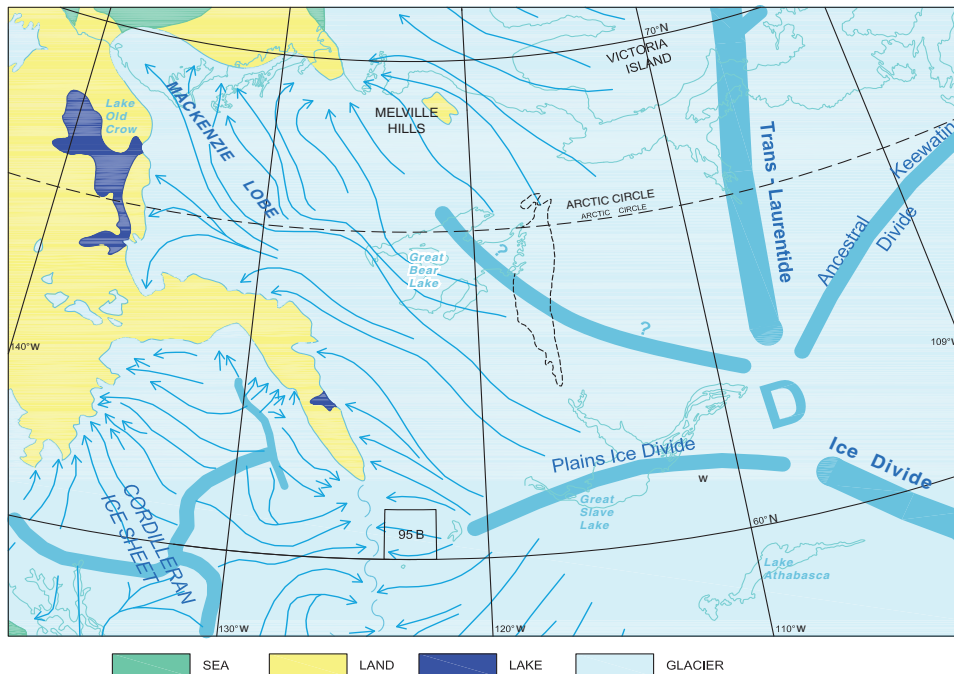 70°N
VICTORIA
ISLAND
Lake
Old
Crow
MACKENZIE
LOBE
MELVILLE
HILLS
Trans - Laurentide
Keewatin
Ancestral
Divide
ARCTIC CIRCLE
ARCTIC CIRCLE
Great
Bear
Lake
?
?
140°W
109°W
D
Plains Ice Divide
Ice Divide
W
Great
Slave
Lake
CORDILLERAN
ICE SHEET
95 B
60°N
Lake
Athabasca
130°W
120°W
110°W
SEA
LAND
LAKE
GLACIER